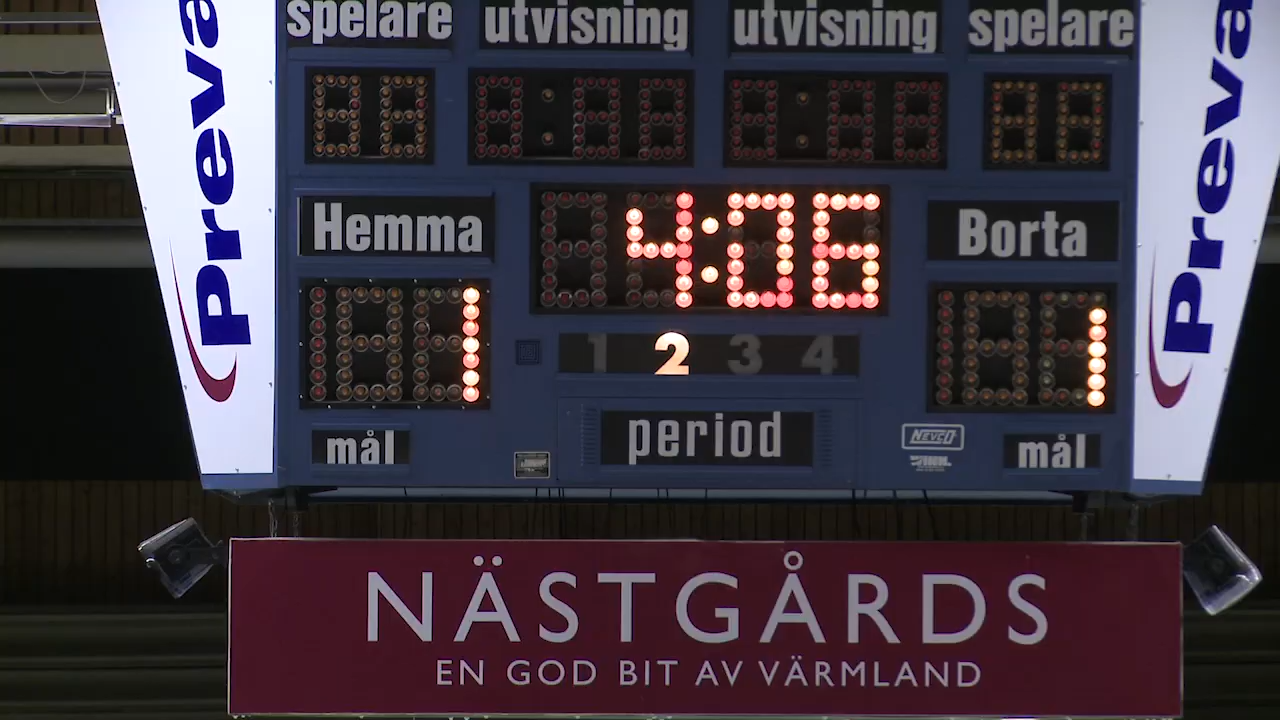 spelare utvisning utvisning spelare
Preva
Preva
Hemma 4:06 Borta
1 1 2 3 4 1
mål period mål
NEVCO
NÄSTGÅRDS
EN GOD BIT AV VÄRMLAND